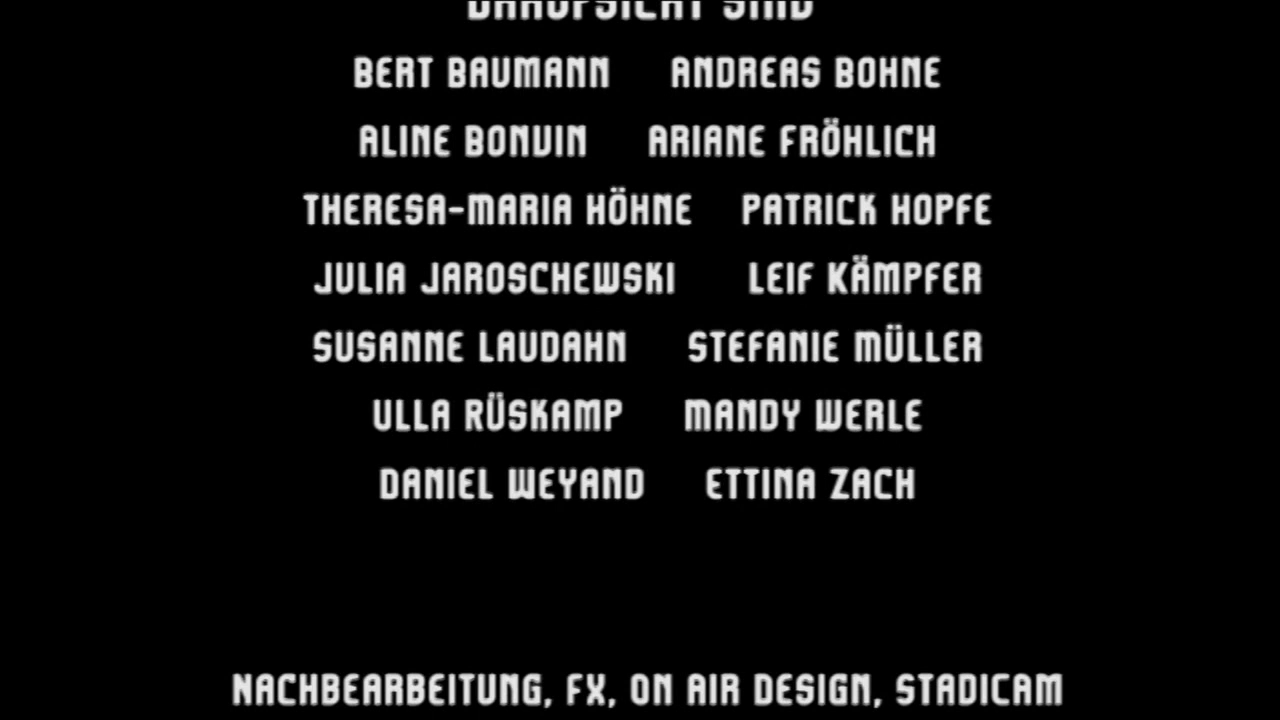 SIND
BERT BAUMANN ANDREAS BOHNE
ALINE BONVIN ARIANE FRÖHLICH
THERESA-MARIA HÖHNE PATRICK HOPFE
JULIA JAROSCHEWSKI LEIF KÄMPFER
SUSANNE LAUDAHN STEFANIE MÜLLER
ULLA RÜSKAMP MANDY WERLE
DANIEL WEYAND ETTINA ZACH
NACHBEARBEITUNG, FX, ON AIR DESIGN, STADICAM